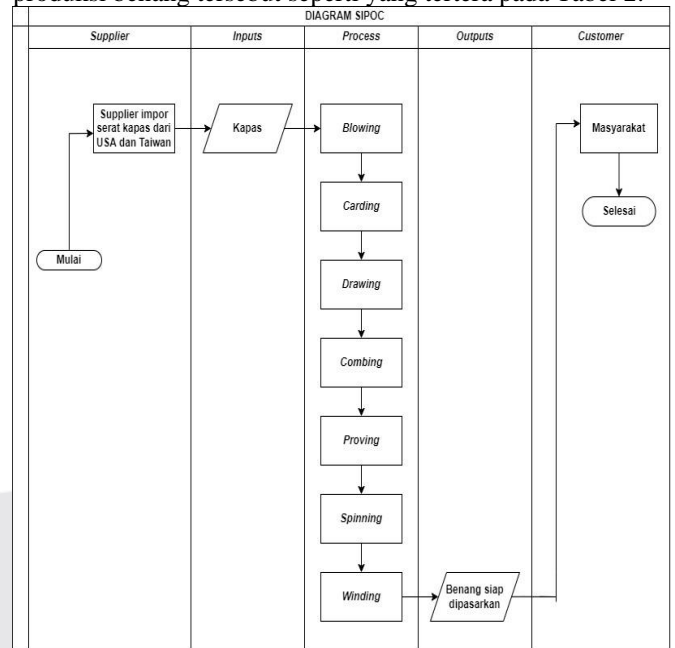 produksi benang tersebut seperti yang tertera pada Tabel 2.
DIAGRAM SIPOC
Supplier
Inputs
Process
Outputs
Customer
Supplier impor
serat kapas dari
USA dan Taiwan
Kapas
Blowing
Masyarakat
Carding
Selesai
Mulai
Drawing
Combing
Proving
Spinning
Winding
Benang siap
dipasarkan